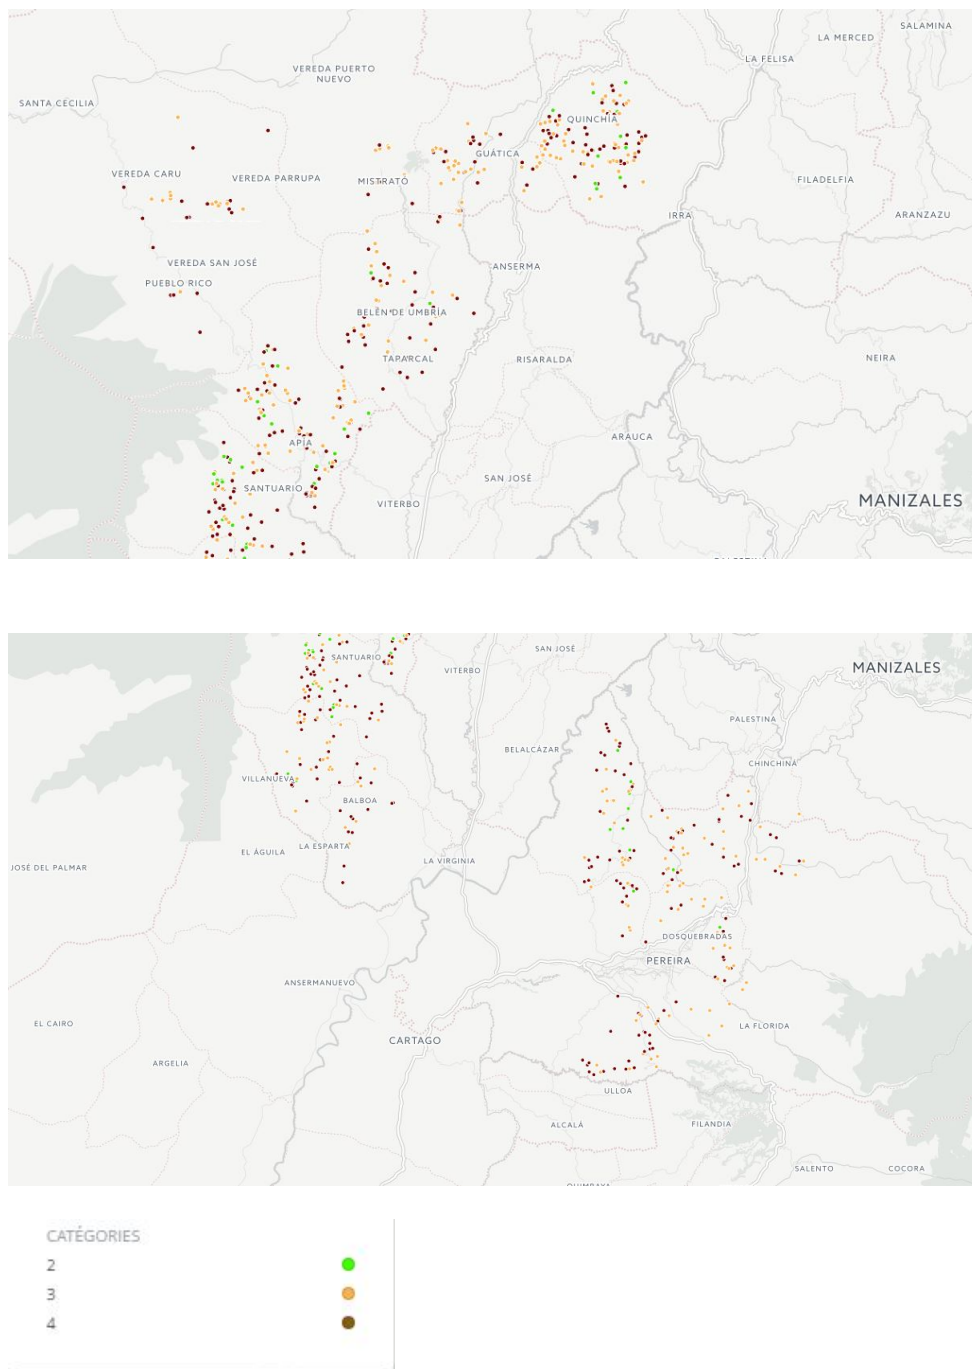 SALAMINA
LA MERCED
LA FELISA
VEREDA PUERTO
NUEVO
SANTA CECILIA
QUINCHÍA
GUÁTICA
VEREDA CARU
VEREDA PARRUPA
MISTRATÓ
FILADELFIA
IRRA
ARANZAZU
VEREDA SAN JOSÉ
ANSERMA
PUEBLO RICO
BELÉN DE UMBRÍA
TAPARCAL
RISARALDA
NEIRA
APÍA
ARAUCA
SAN JOSÉ
SANTUARIO
VITERBO
MANIZALES
PALESTINA
SAN JOSÉ
SANTUARIO
VITERBO
MANIZALES
PALESTINA
BELALCÁZAR
CHINCHINÁ
VILLANUEVA
BALBOA
LA ESPARTA
EL ÁGUILA
LA VIRGINIA
JOSÉ DEL PALMAR
DOSQUEBRADAS
PEREIRA
ANSERMANUEVO
EL CAIRO
LA FLORIDA
CARTAGO
ARGELIA
ULLOA
ALCALÁ
FILANDIA
SALENTO
COCORA
QUIMBAYA
CATÉGORIES
2
3
4